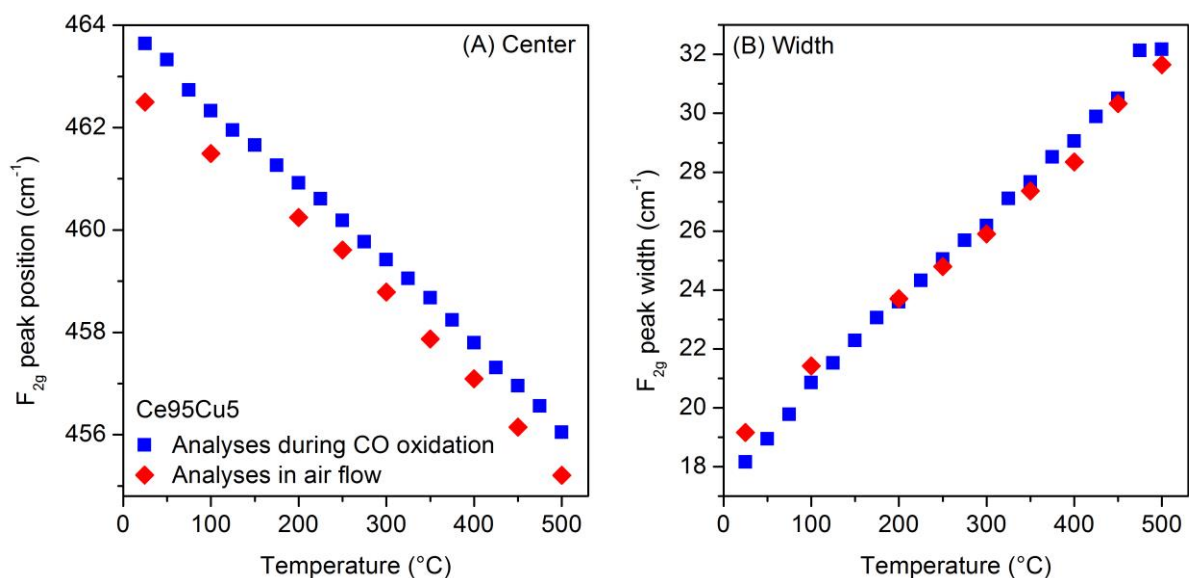 (A) Center
F2g peak position (cm-1)
464
462
460
458
456
Ce95Cu5
Analyses during CO oxidation
Analyses in air flow
0 100 200 300 400 500
Temperature (°C)
(B) Width
F2g peak width (cm-1)
32
30
28
26
24
22
20
18
0 100 200 300 400 500
Temperature (°C)